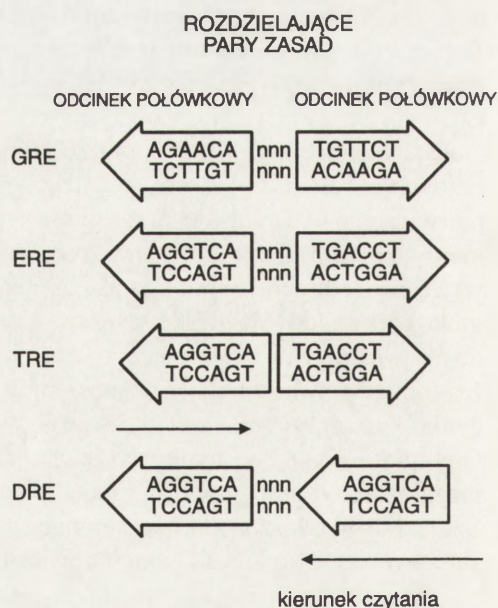 ROZDZIELAJĄCE
PARY ZASAD
ODCINEK POŁÓWKOWY ODCINEK POŁÓWKOWY
GRE AGAACA nnn TGTTCT
TCTTGT nnn ACAAGA
ERE AGGTCA nnn TGACCT
TCCAGT nnn ACTGGA
TRE AGGTCA TGACCT
TCCAGT ACTGGA
DRE AGGTCA nnn AGGTCA
TCCAGT nnn TCCAGT
kierunek czytania